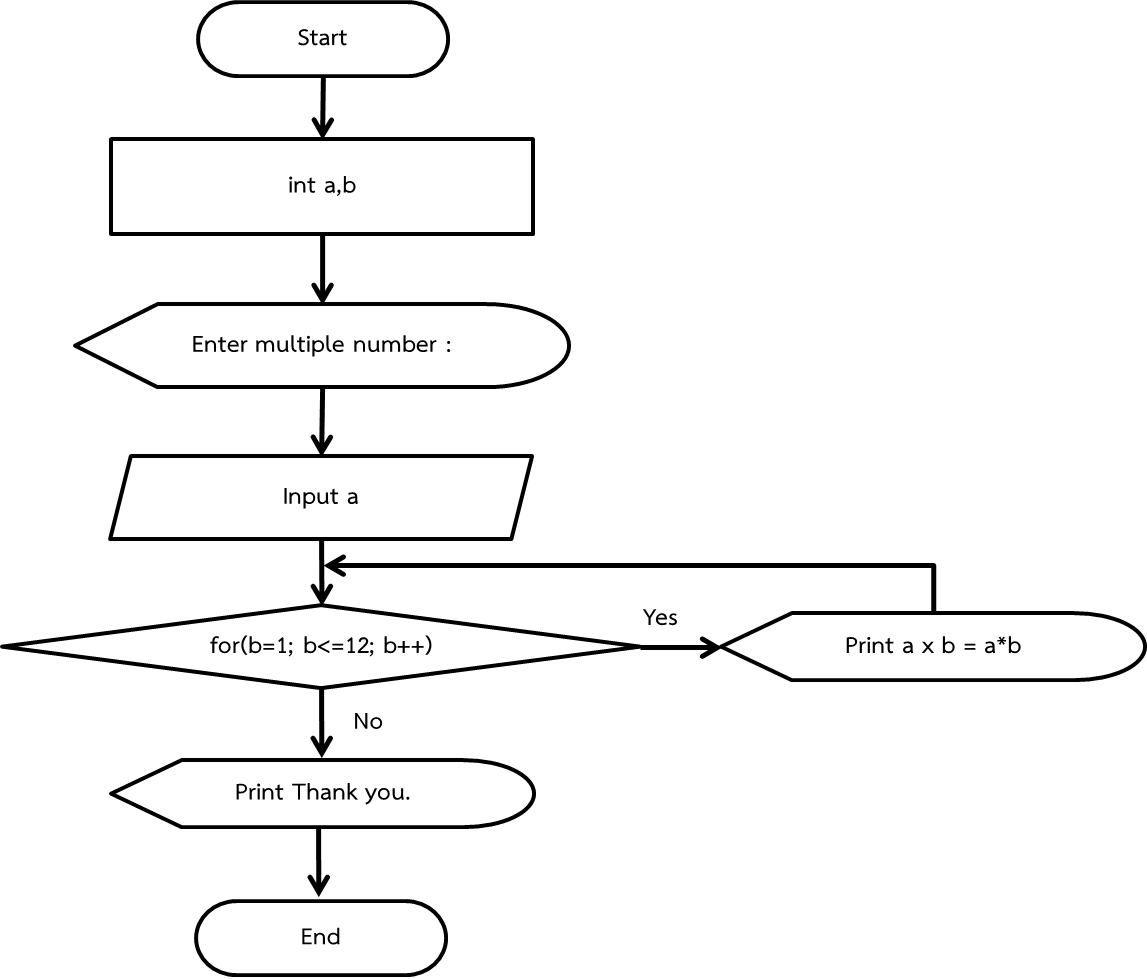 Start
int a,b
Enter multiple number :
Input a
for(b=1; b<=12; b++)
Yes
Print a x b = a*b
No
Print Thank you.
End